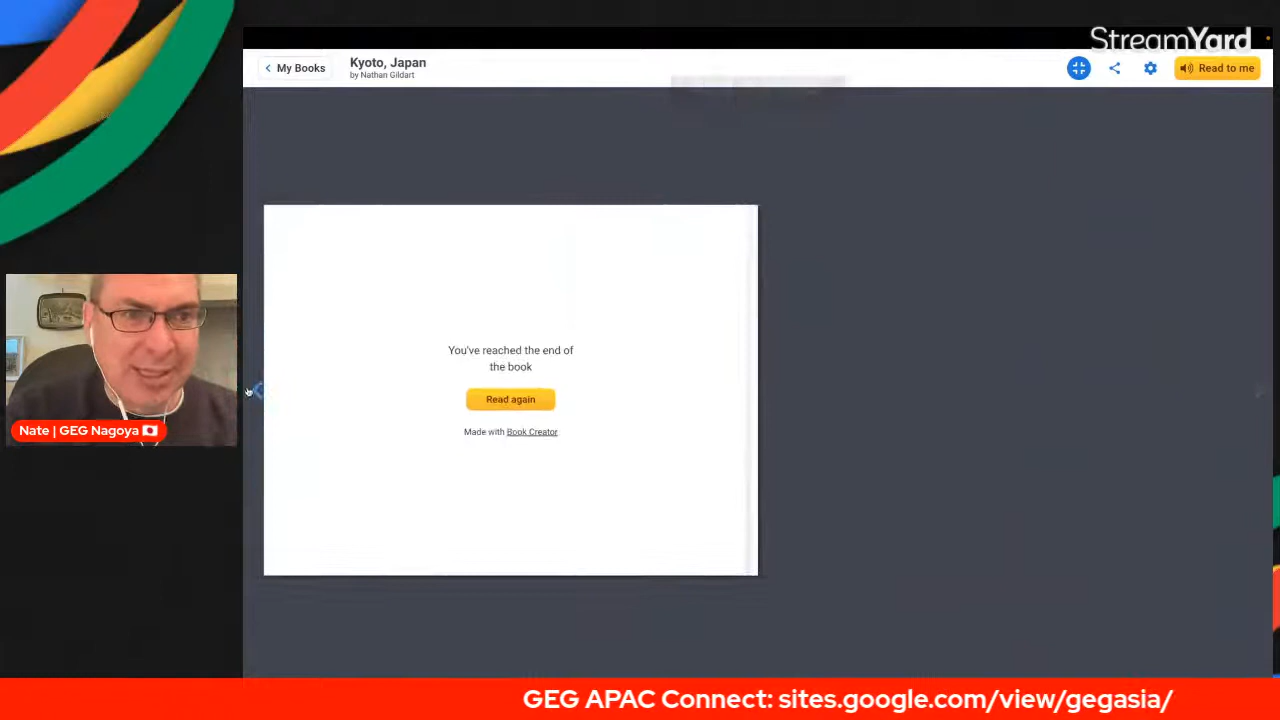 StreamYard
My Books
Kyoto, Japan
by Nathan Gildart
Read to me
You've reached the end of
the book
Read again
Made with Book Creator
Nate | GEG Nagoya 🇯🇵
GEG APAC Connect: sites.google.com/view/gegasia/